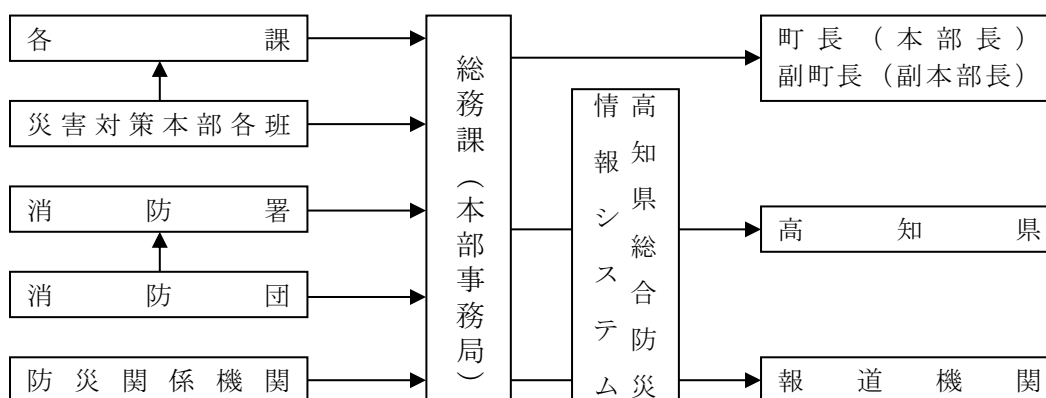 各課
災害対策本部各班
消防署
消防団
防災関係機関
総務課（本部事務局）
高知県総合防災
情報システム
町長（本部長）
副町長（副本部長）
高知県
報道機関